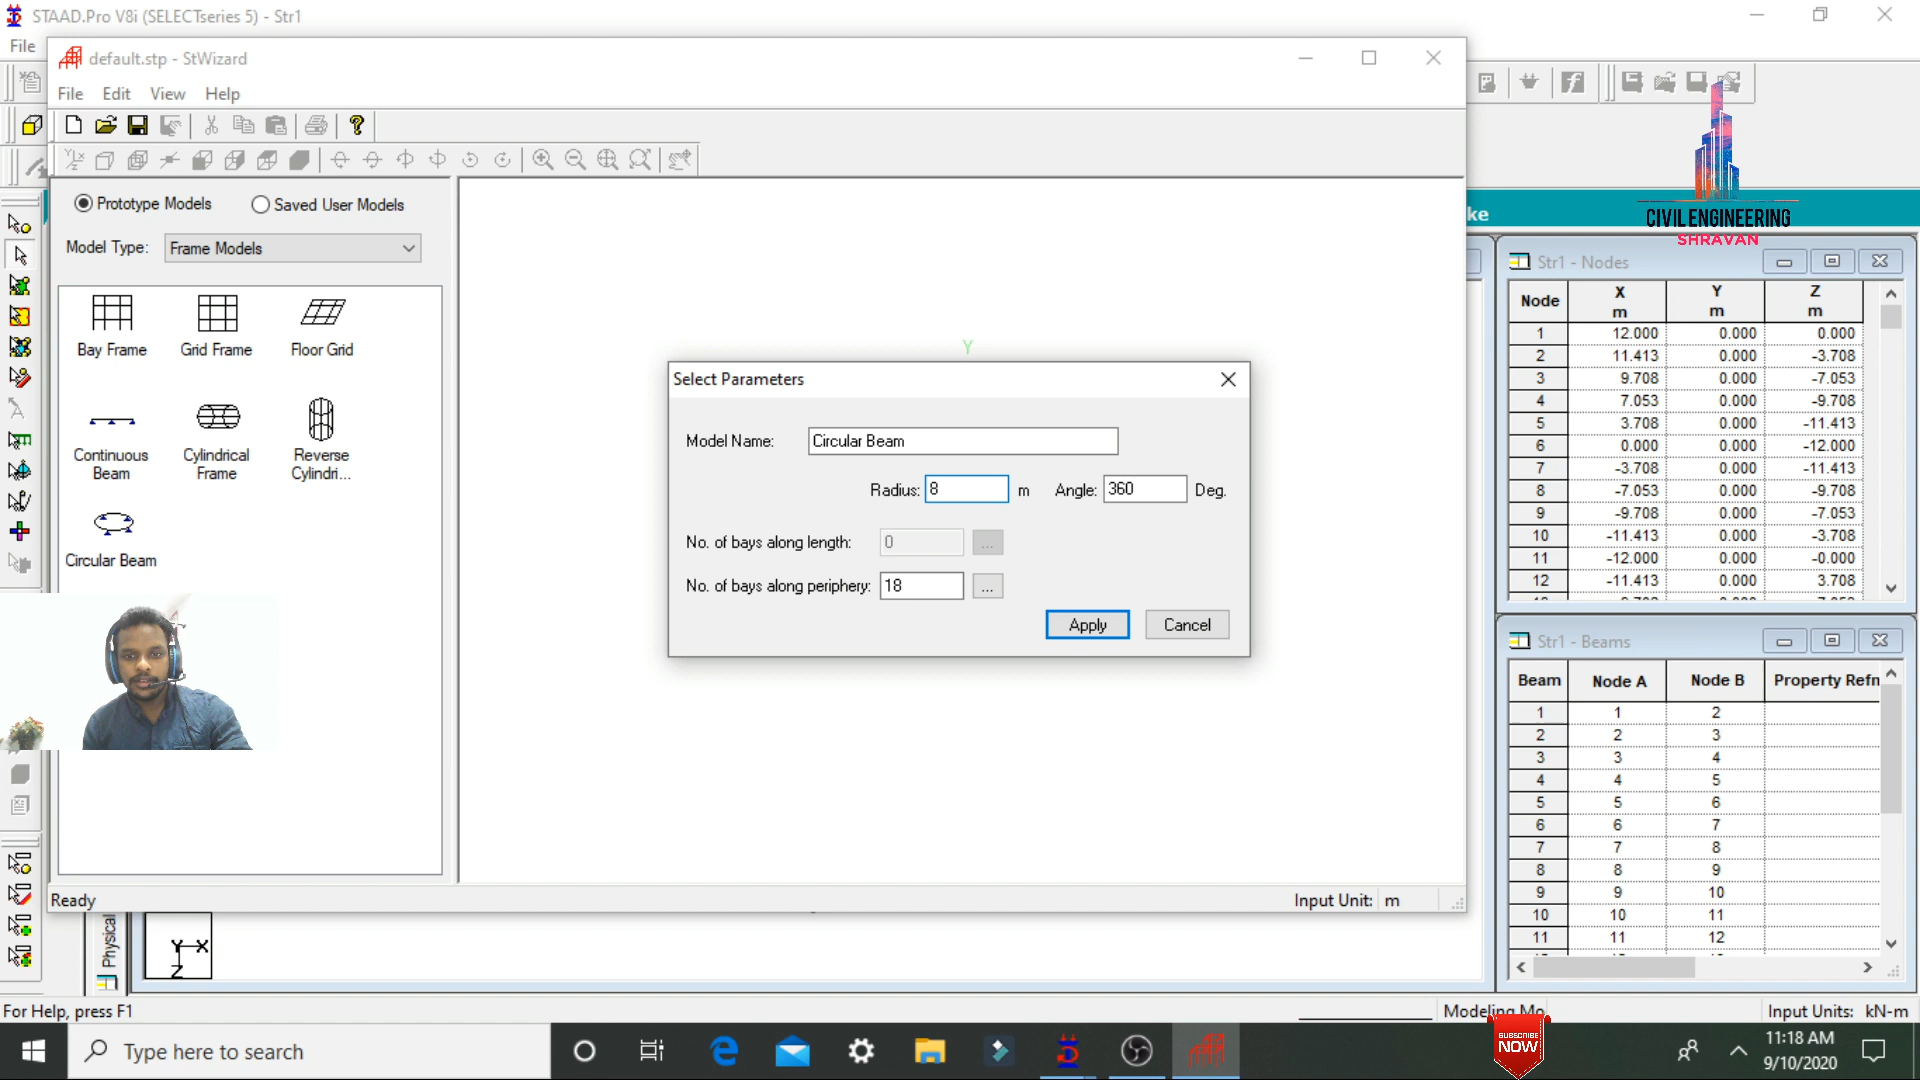 STAAD.Pro V8i (SELECTseries 5) - Str1
File
default.stp - StWizard
File Edit View Help
Prototype Models Saved User Models
Model Type: Frame Models
Bay Frame Grid Frame Floor Grid
Continuous Beam Cylindrical Frame Reverse Cylindri...
Circular Beam
Y
Select Parameters
Model Name: Circular Beam
Radius: 8 m Angle: 360 Deg.
No. of bays along length: 0 ...
No. of bays along periphery: 18 ...
Apply Cancel
Ready
Input Unit: m
ke
CIVIL ENGINEERING
SHRAVAN
Str1 - Nodes
Node X m Y m Z m
1 12.000 0.000 0.000
2 11.413 0.000 -3.708
3 9.708 0.000 -7.053
4 7.053 0.000 -9.708
5 3.708 0.000 -11.413
6 0.000 0.000 -12.000
7 -3.708 0.000 -11.413
8 -7.053 0.000 -9.708
9 -9.708 0.000 -7.053
10 -11.413 0.000 -3.708
11 -12.000 0.000 -0.000
12 -11.413 0.000 3.708
Str1 - Beams
Beam Node A Node B Property Refn
1 1 2
2 2 3
3 3 4
4 4 5
5 5 6
6 6 7
7 7 8
8 8 9
9 9 10
10 10 11
11 11 12
Physical
Y X
Z
For Help, press F1
Modeling Mo
Input Units: kN-m
SUBSCRIBE
NOW
Type here to search
11:18 AM
9/10/2020